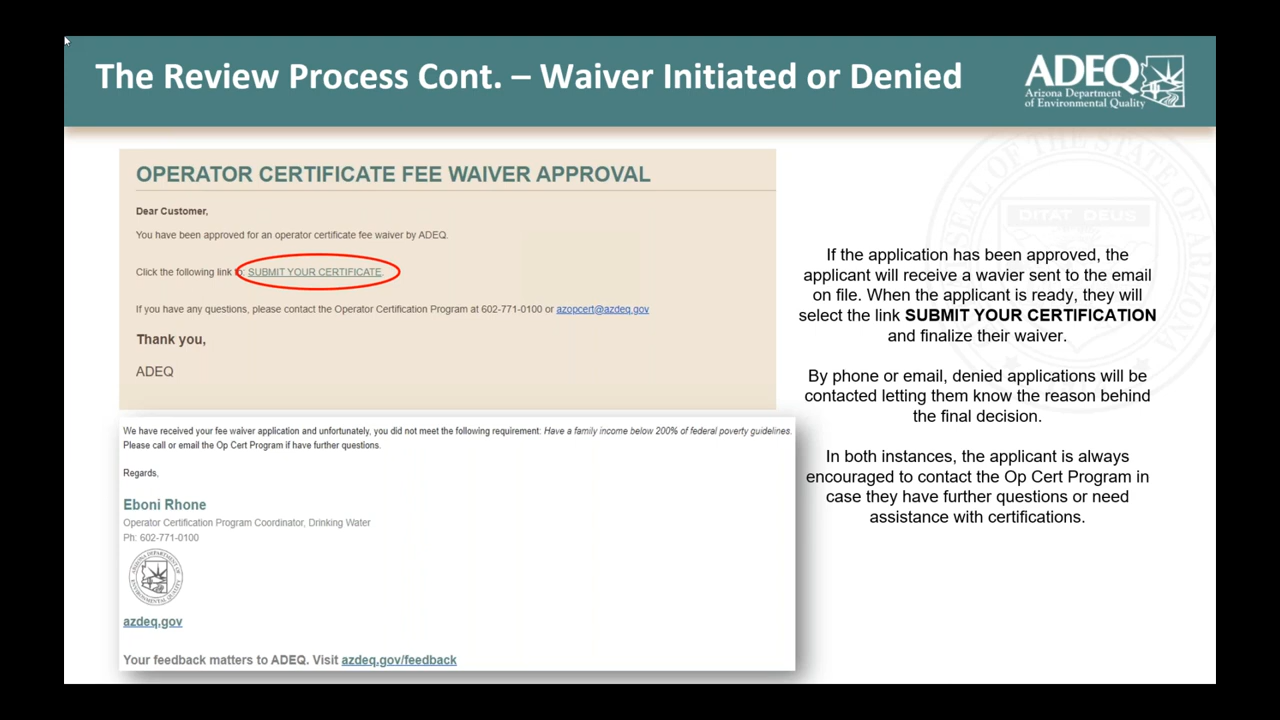 The Review Process Cont. – Waiver Initiated or Denied
ADEQ
Arizona Department
of Environmental Quality
OPERATOR CERTIFICATE FEE WAIVER APPROVAL
Dear Customer,
You have been approved for an operator certificate fee waiver by ADEQ.
Click the following link to: SUBMIT YOUR CERTIFICATE.
If you have any questions, please contact the Operator Certification Program at 602-771-0100 or azopcert@azdeq.gov
Thank you,
ADEQ
We have received your fee waiver application and unfortunately, you did not meet the following requirement: Have a family income below 200% of federal poverty guidelines.
Please call or email the Op Cert Program if have further questions.
Regards,
Eboni Rhone
Operator Certification Program Coordinator, Drinking Water
Ph: 602-771-0100
azdeq.gov
Your feedback matters to ADEQ. Visit azdeq.gov/feedback
DITAT DEUS
If the application has been approved, the
applicant will receive a wavier sent to the email
on file. When the applicant is ready, they will
select the link SUBMIT YOUR CERTIFICATION
and finalize their waiver.
By phone or email, denied applications will be
contacted letting them know the reason behind
the final decision.
In both instances, the applicant is always
encouraged to contact the Op Cert Program in
case they have further questions or need
assistance with certifications.